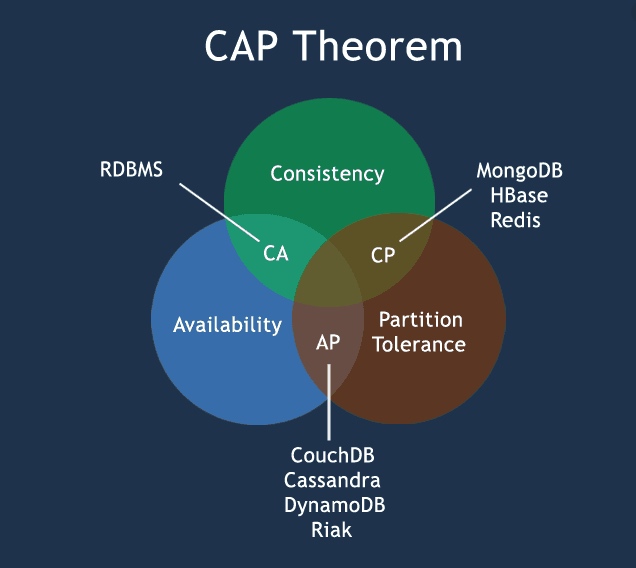 CAP Theorem
Consistency
RDBMS
MongoDB
HBase
Redis
CA
CP
Availability
Partition
Tolerance
AP
CouchDB
Cassandra
DynamoDB
Riak